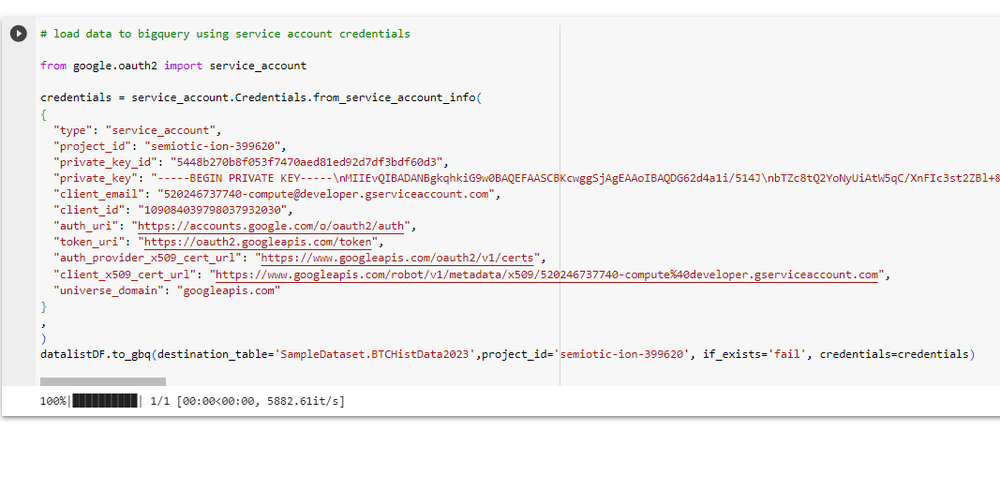 # load data to bigquery using service account credentials
from google.oauth2 import service_account
credentials = service_account.Credentials.from_service_account_info(
{
"type": "service_account",
"project_id": "semiotic-ion-399620",
"private_key_id": "5448b270b8f053f7470aed81ed92d7df3bdf60d3",
"private_key": "-----BEGIN PRIVATE KEY-----\nMIIEvQIBADANBgkqhkiG9w0BAQEFAASCBKcwggSjAgEAAoIBAQDG62d4a1i/514J\nbTZc8tQ2YoNyUiAtW5qC/XnFIc3st2ZBl+8
"client_email": "520246737740-compute@developer.gserviceaccount.com",
"client_id": "109084039798037932030",
"auth_uri": "https://accounts.google.com/o/oauth2/auth",
"token_uri": "https://oauth2.googleapis.com/token",
"auth_provider_x509_cert_url": "https://www.googleapis.com/oauth2/v1/certs",
"client_x509_cert_url": "https://www.googleapis.com/robot/v1/metadata/x509/520246737740-compute%40developer.gserviceaccount.com",
"universe_domain": "googleapis.com"
}
,
)
datalistDF.to_gbq(destination_table='SampleDataset.BTCHistData2023',project_id='semiotic-ion-399620', if_exists='fail', credentials=credentials)
100%|██████████| 1/1 [00:00<00:00, 5882.61it/s]